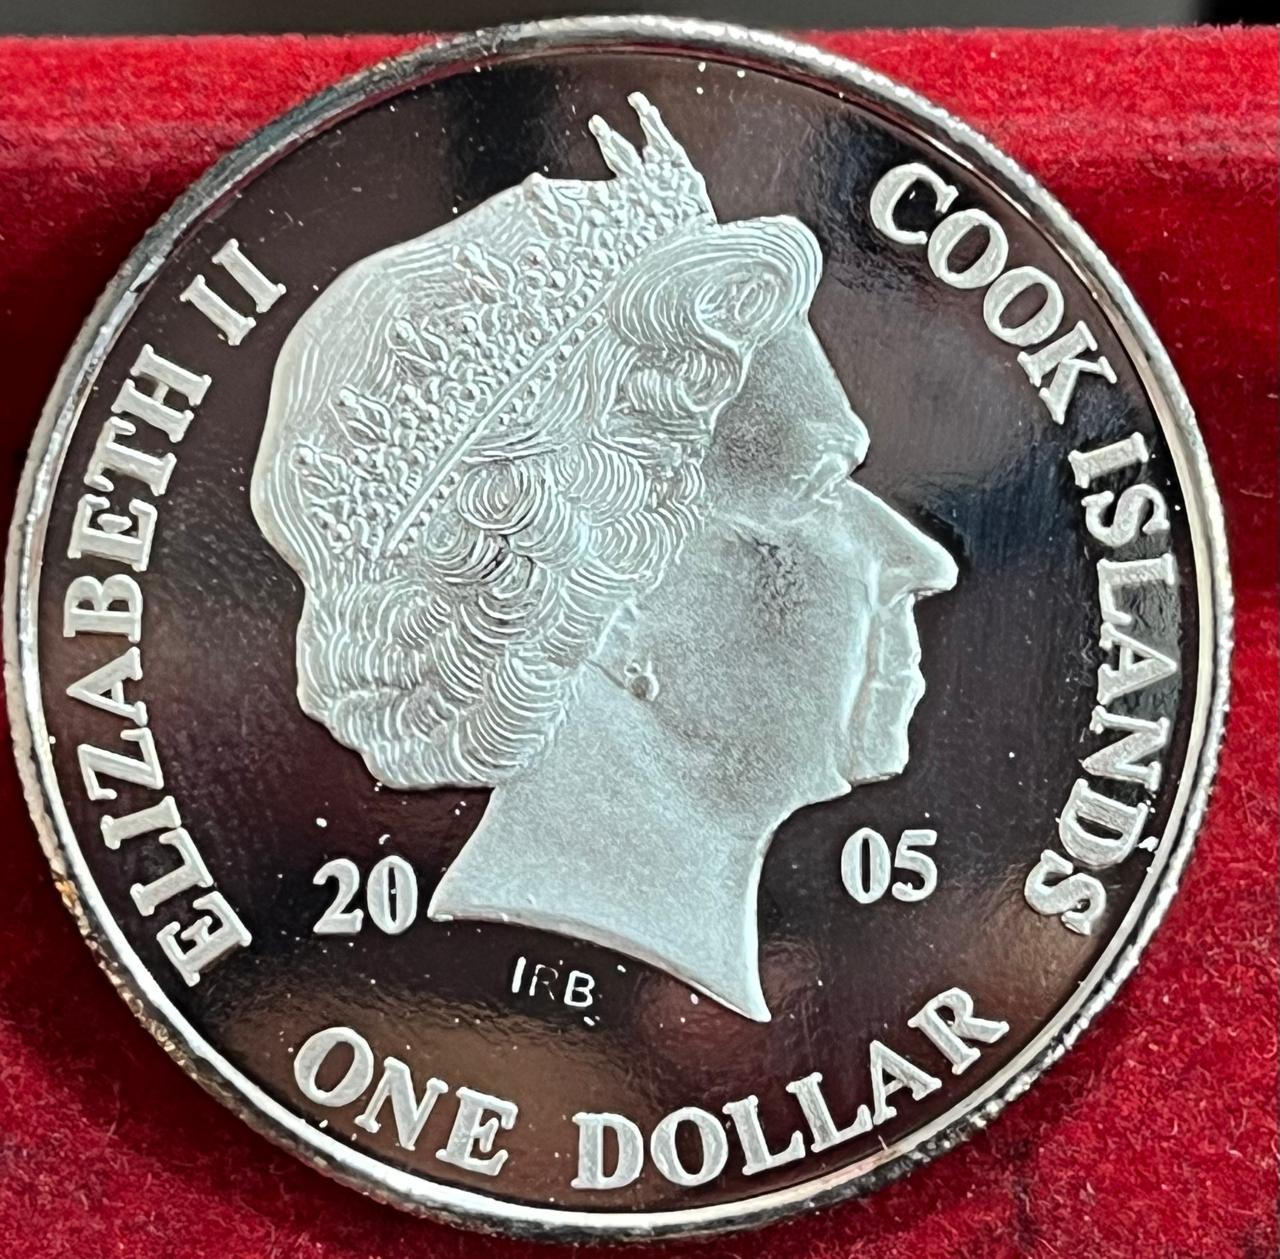 ELIZABETH II
COOK ISLANDS
20 05
IRB
ONE DOLLAR